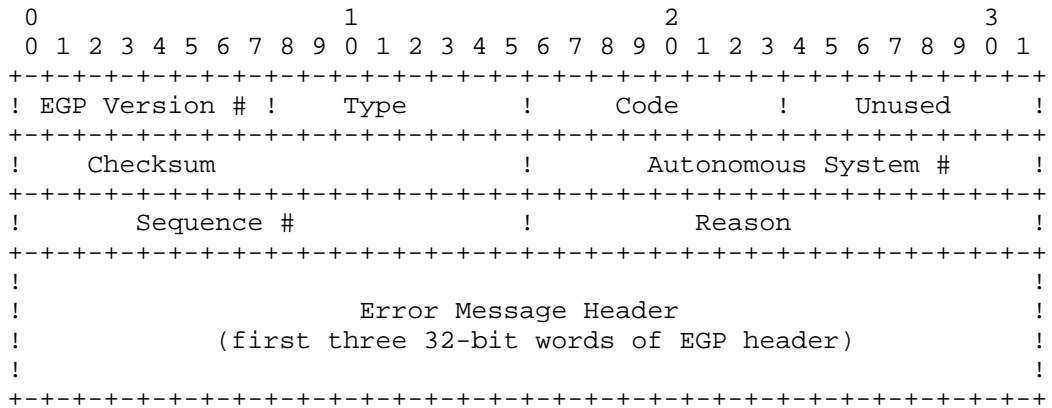 0                   1                   2                   3
 0 1 2 3 4 5 6 7 8 9 0 1 2 3 4 5 6 7 8 9 0 1 2 3 4 5 6 7 8 9 0 1
+-+-+-+-+-+-+-+-+-+-+-+-+-+-+-+-+-+-+-+-+-+-+-+-+-+-+-+-+-+-+-+-+
! EGP Version # !    Type       !     Code      !    Unused     !
+-+-+-+-+-+-+-+-+-+-+-+-+-+-+-+-+-+-+-+-+-+-+-+-+-+-+-+-+-+-+-+-+
!    Checksum                   !       Autonomous System #     !
+-+-+-+-+-+-+-+-+-+-+-+-+-+-+-+-+-+-+-+-+-+-+-+-+-+-+-+-+-+-+-+-+
!       Sequence #              !          Reason               !
+-+-+-+-+-+-+-+-+-+-+-+-+-+-+-+-+-+-+-+-+-+-+-+-+-+-+-+-+-+-+-+-+
!                                                               !
!                     Error Message Header                      !
!            (first three 32-bit words of EGP header)           !
!                                                               !
+-+-+-+-+-+-+-+-+-+-+-+-+-+-+-+-+-+-+-+-+-+-+-+-+-+-+-+-+-+-+-+-+